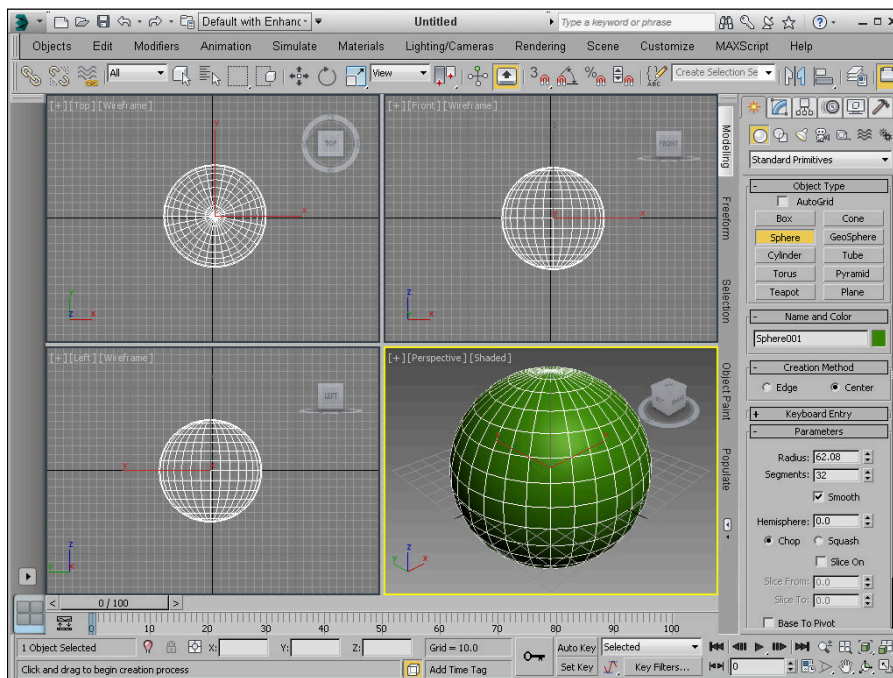 Default with Enhanc Untitled Type a keyword or phrase
Objects Edit Modifiers Animation Simulate Materials Lighting/Cameras Rendering Scene Customize MAXScript Help
All View 3 % ABC Create Selection Se
[+] [Top] [Wireframe]
TOP
y
x
y
z x
[+] [Front] [Wireframe]
FRONT
x
z
x
[+] [Left] [Wireframe]
LEFT
y
z
y
[+] [Perspective] [Shaded]
z
y x
Modeling
Freeform
Selection
Object Paint
Populate
Standard Primitives
- Object Type
AutoGrid
Box Cone
Sphere GeoSphere
Cylinder Tube
Torus Pyramid
Teapot Plane
- Name and Color
Sphere001
- Creation Method
Edge Center
+ Keyboard Entry
- Parameters
Radius: 62.08
Segments: 32
Smooth
Hemisphere: 0.0
Chop Squash
Slice On
Slice From: 0.0
Slice To: 0.0
Base To Pivot
< 0 / 100 >
0 10 20 30 40 50 60 70 80 90 100
1 Object Selected X: Y: Z: Grid = 10.0 Auto Key Selected
Click and drag to begin creation process Add Time Tag Set Key Key Filters... 0